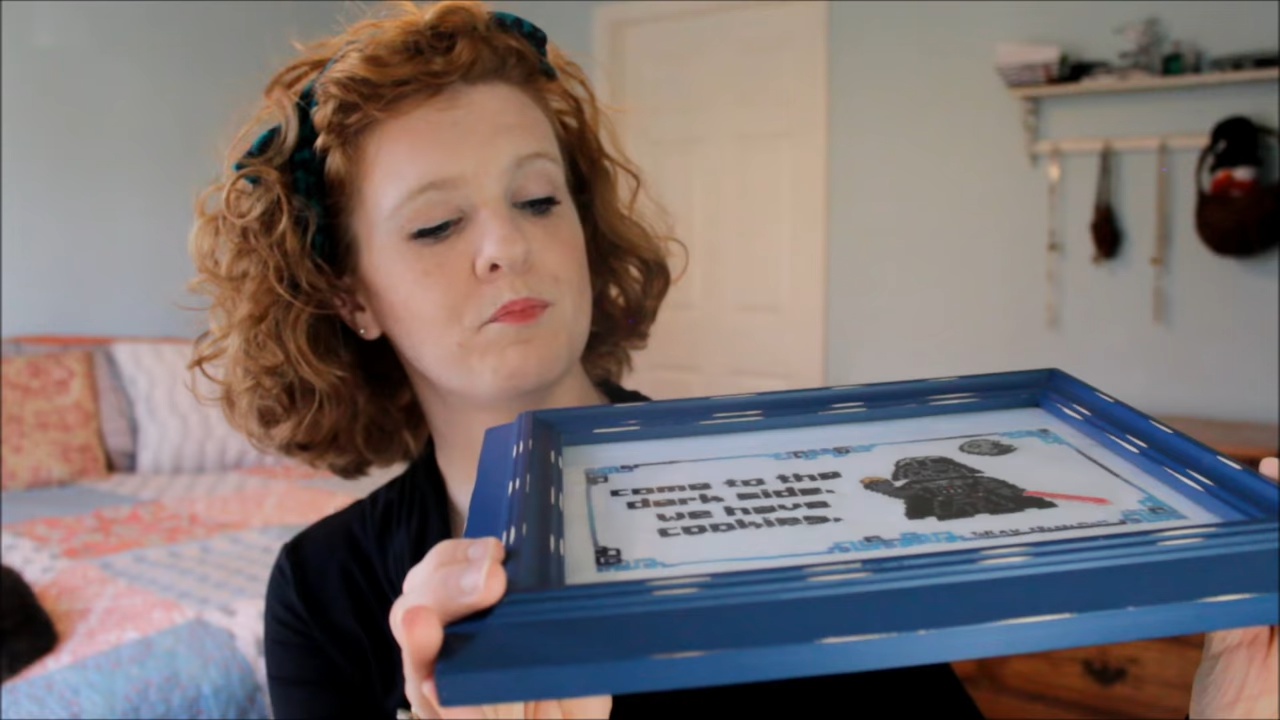 come to the
dark side.
we have
cookies.